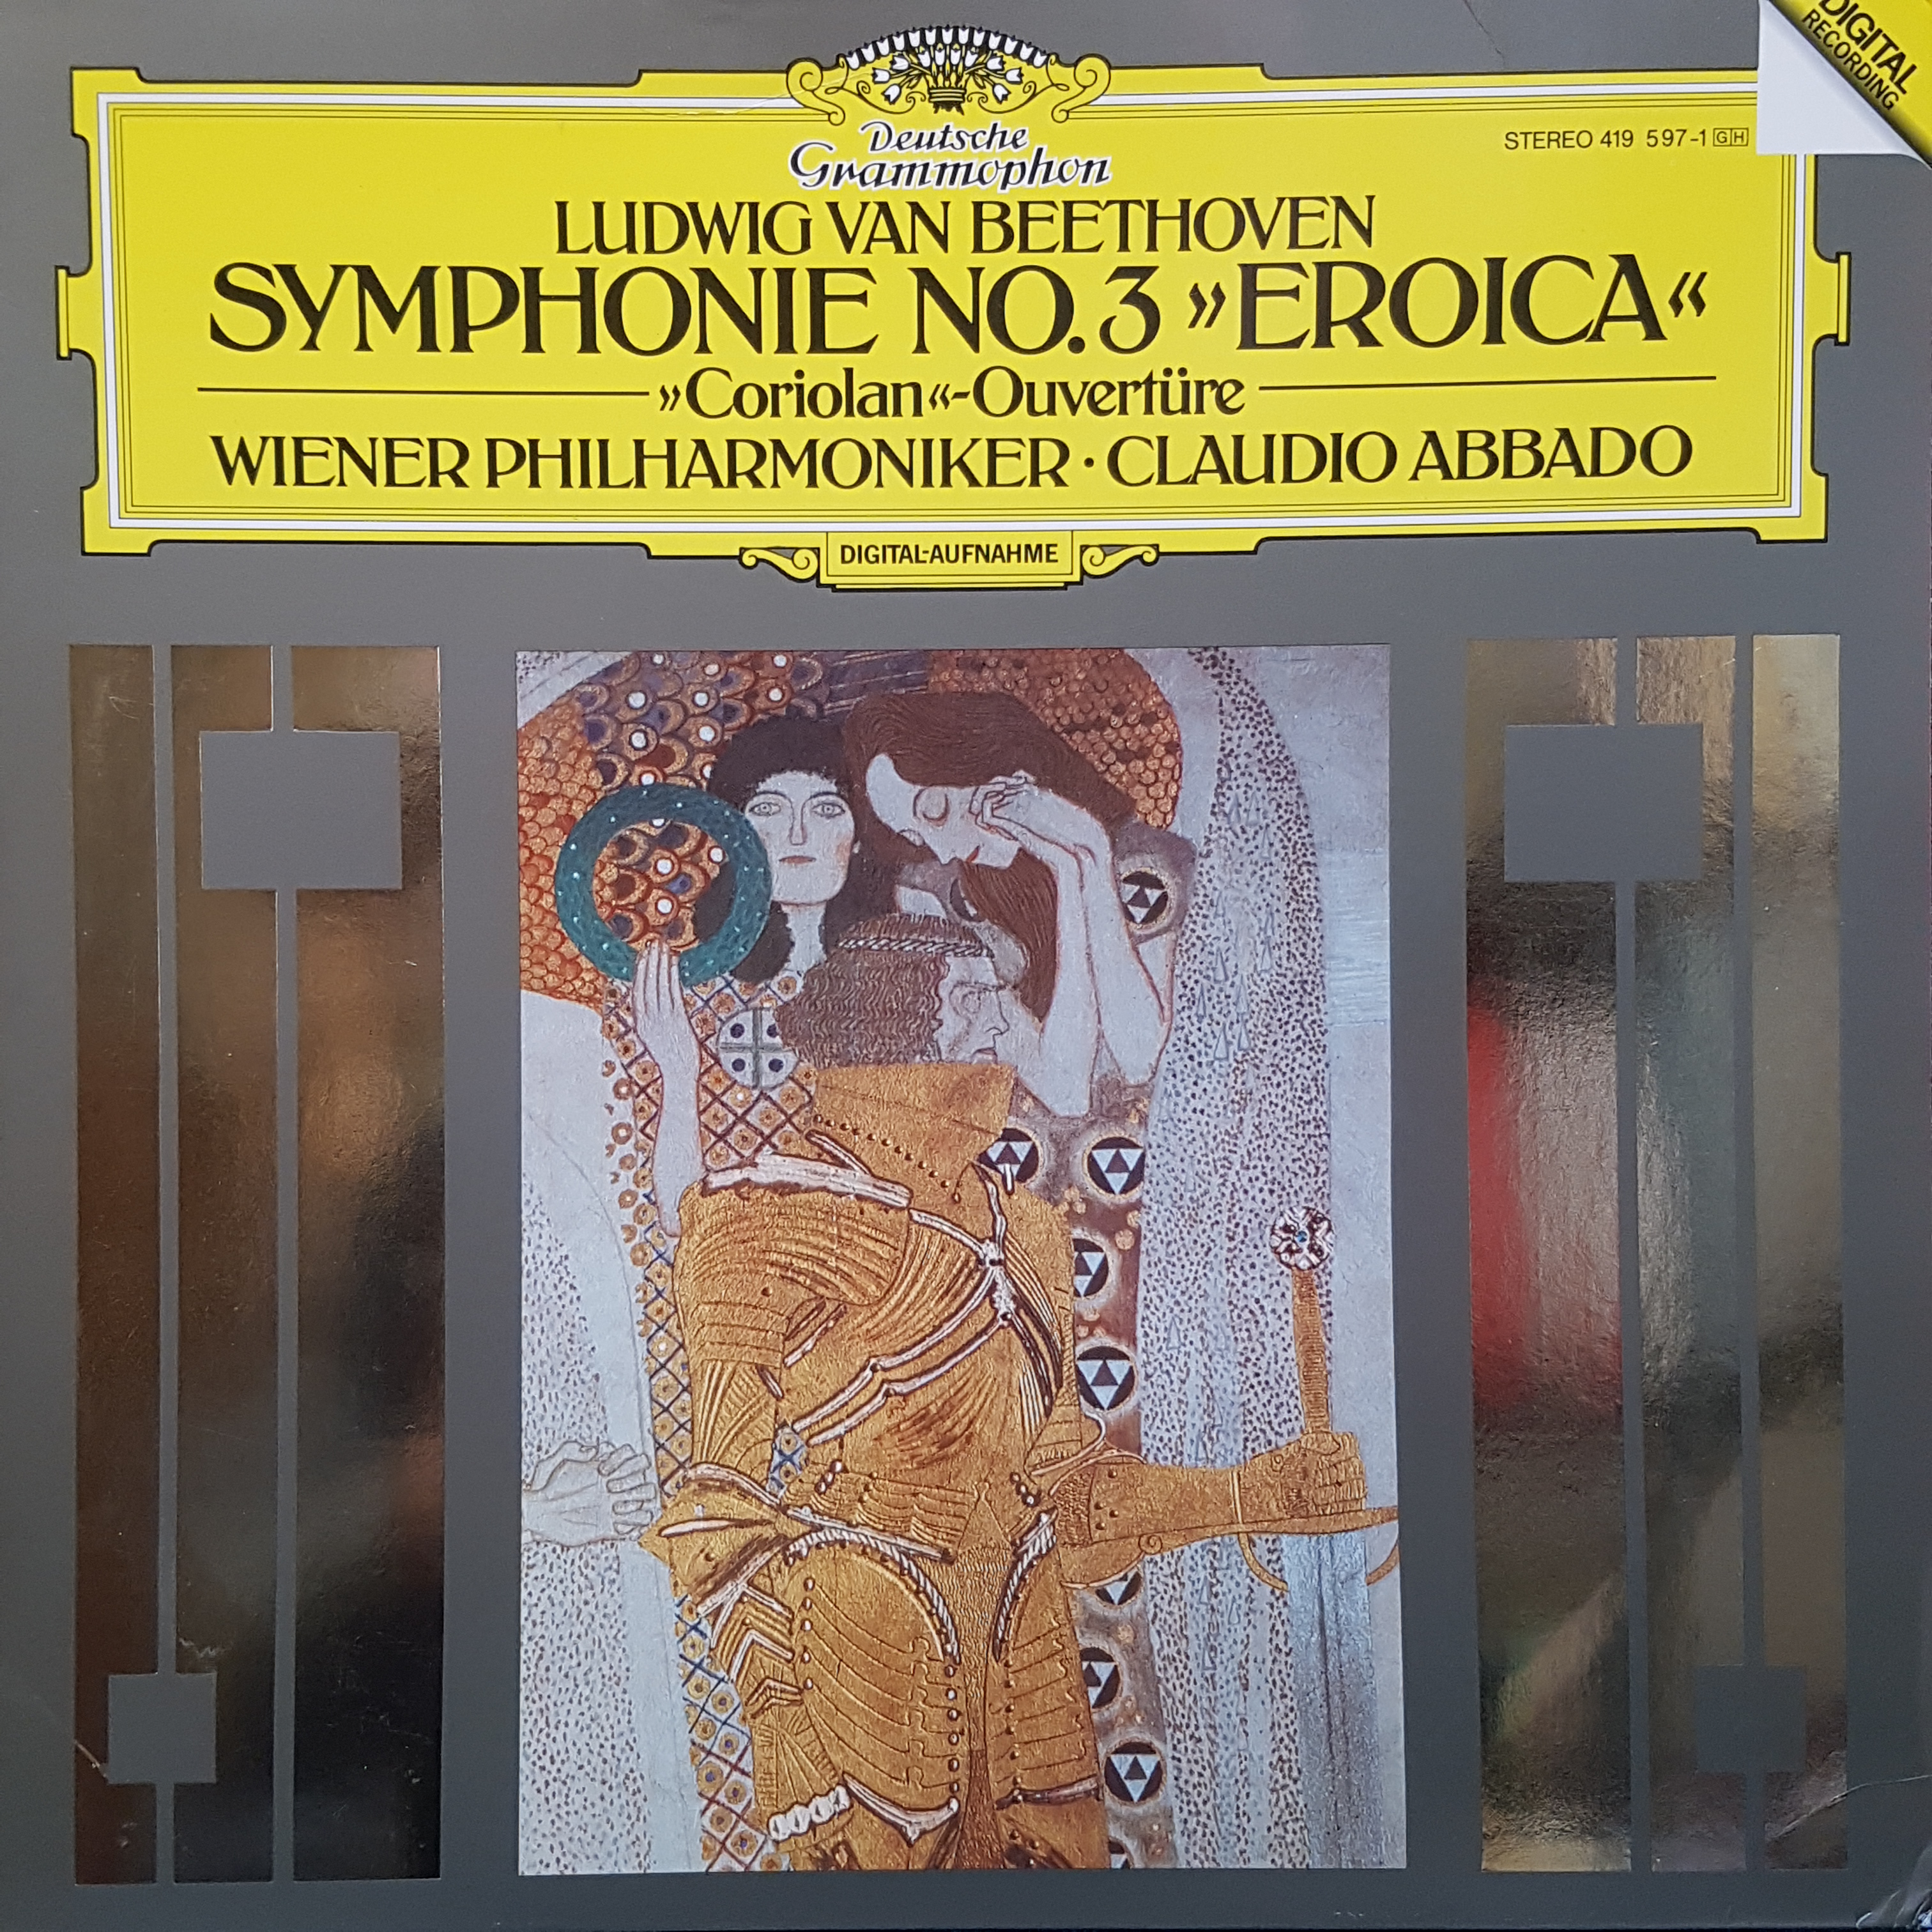 DIGITAL
RECORDING
Deutsche
Grammophon
STEREO 419 597-1 GH
LUDWIG VAN BEETHOVEN
SYMPHONIE NO. 3 »EROICA«
»Coriolan«-Ouvertüre
WIENER PHILHARMONIKER · CLAUDIO ABBADO
DIGITAL-AUFNAHME